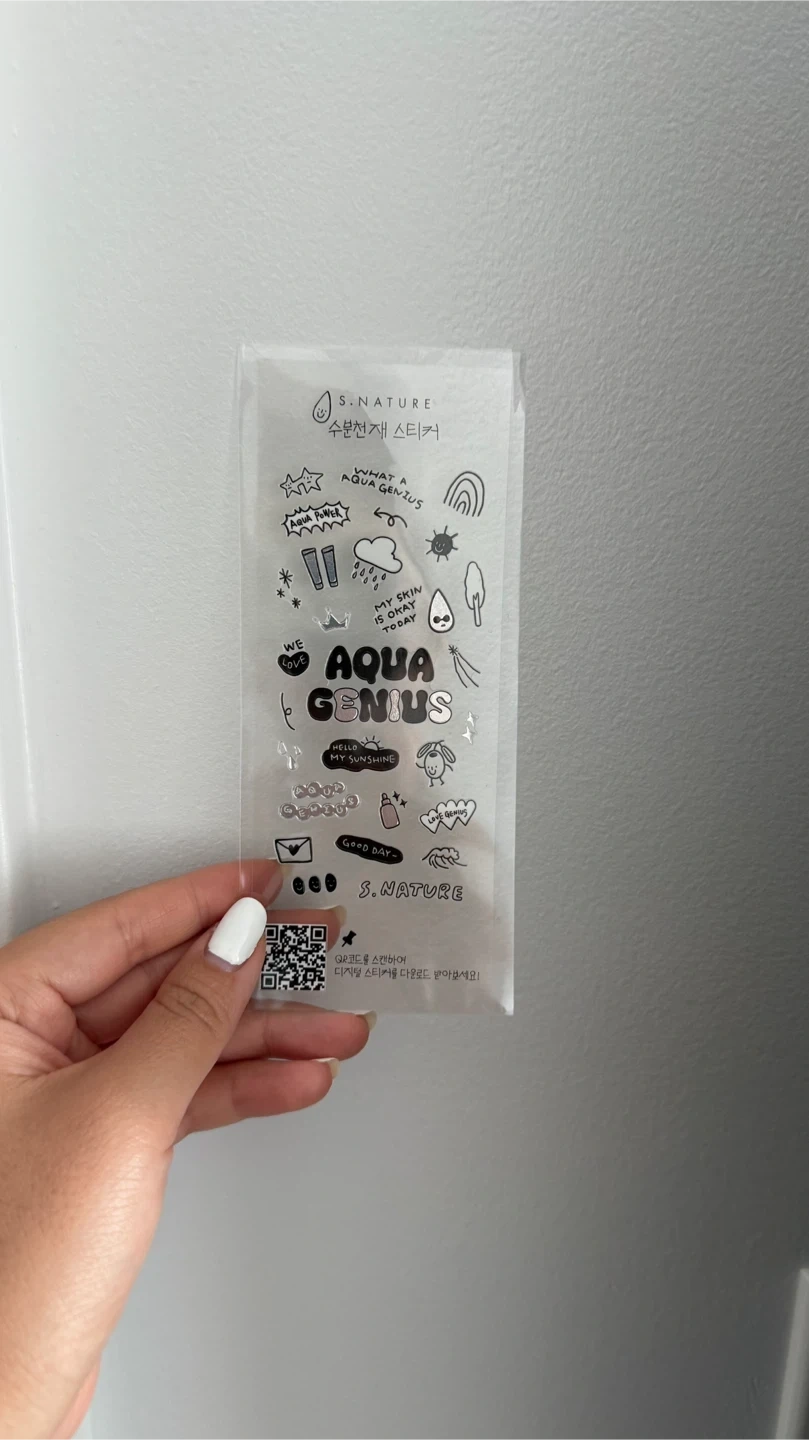 S.NATURE
수분천재 스티커
WHAT A
AQUA GENIUS
AQUA POWER
MY SKIN
IS OKAY
TODAY
WE
LOVE
AQUA
GENIUS
HELLO
MY SUNSHINE
AQUA
GENIUS
LOVE GENIUS
GOOD DAY~
S.NATURE
QR코드를 스캔하여
디지털 스티커를 다운로드 받아보세요!